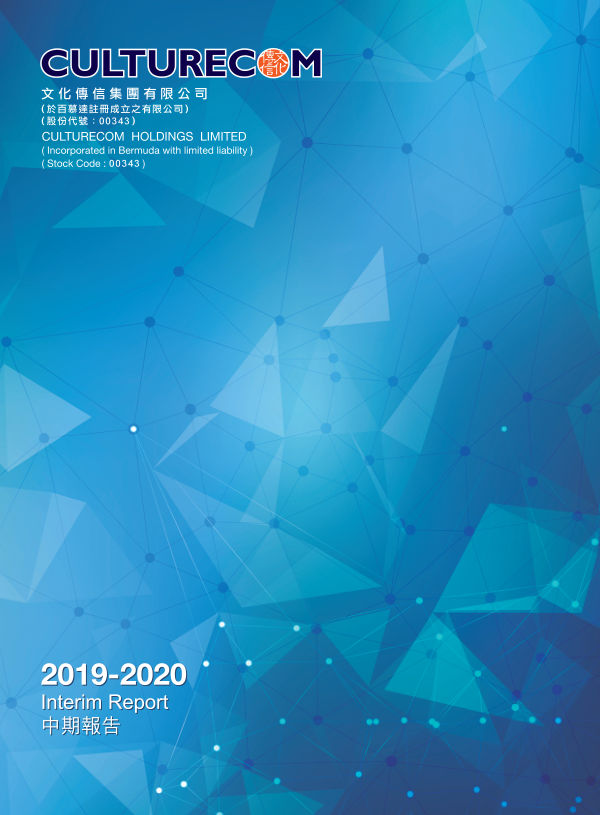 CULTURECOM
文化傳信集團有限公司
(於百慕達註冊成立之有限公司)
(股份代號:00343)
CULTURECOM HOLDINGS LIMITED
( Incorporated in Bermuda with limited liability )
( Stock Code : 00343 )
2019-2020
Interim Report
中期報告